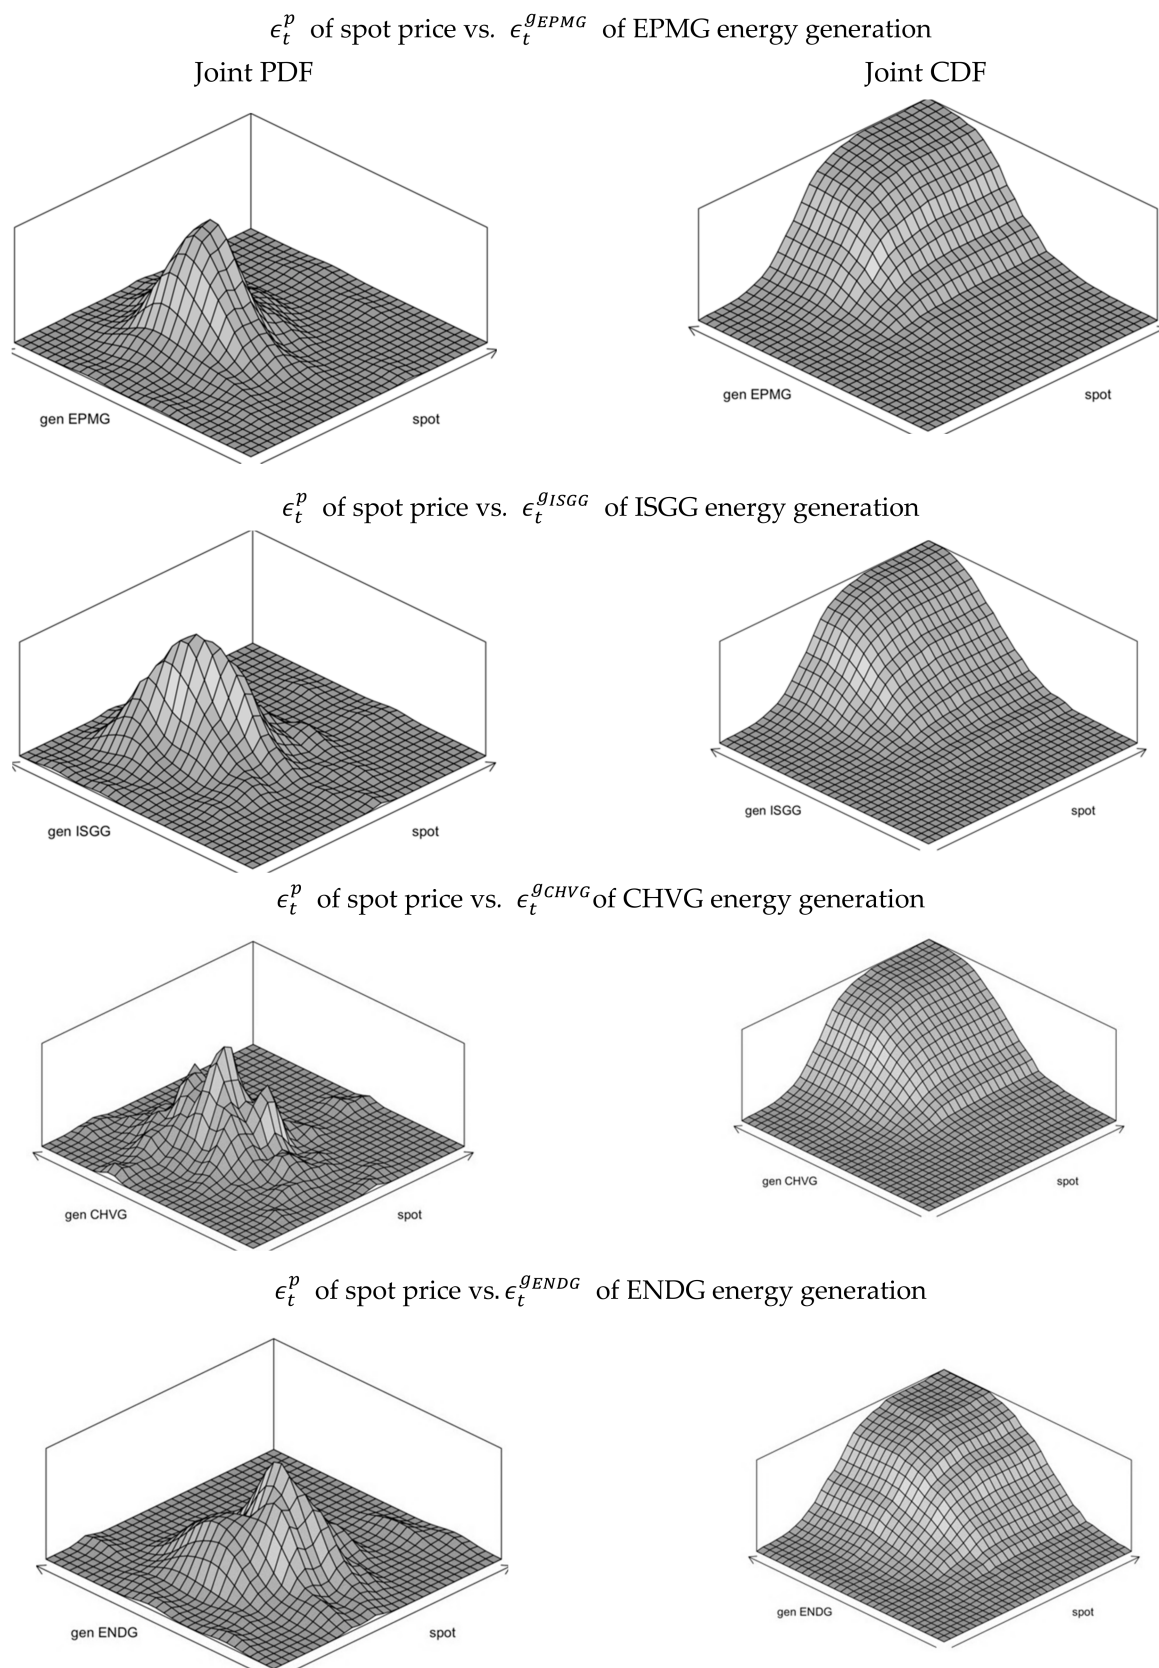 ϵ_t^p of spot price vs. ϵ_t^{g_{EPMG}} of EPMG energy generation
Joint PDF Joint CDF
gen EPMG spot gen EPMG spot
ϵ_t^p of spot price vs. ϵ_t^{g_{ISGG}} of ISGG energy generation
gen ISGG spot gen ISGG spot
ϵ_t^p of spot price vs. ϵ_t^{g_{CHVG}} of CHVG energy generation
gen CHVG spot gen CHVG spot
ϵ_t^p of spot price vs. ϵ_t^{g_{ENDG}} of ENDG energy generation
gen ENDG spot gen ENDG spot